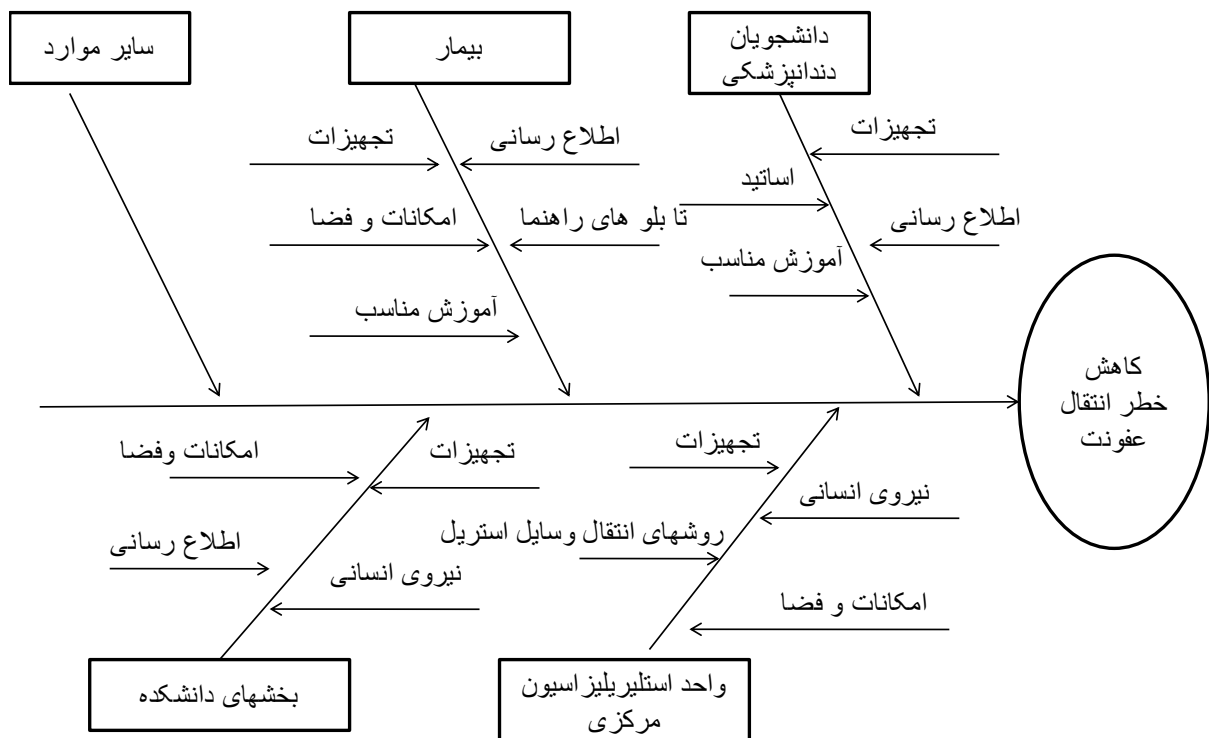 دانشجویان
دندانپزشکی
بیمار
سایر موارد
تجهیزات
اساتید
اطلاع رسانی
آموزش مناسب
اطلاع رسانی
تجهیزات
تا بلو های راهنما
امکانات و فضا
آموزش مناسب
کاهش
خطر انتقال
عفونت
تجهیزات
نیروی انسانی
روشهای انتقال وسایل استریل
امکانات و فضا
امکانات وفضا
تجهیزات
اطلاع رسانی
نیروی انسانی
واحد استلیریلیزاسیون
مرکزی
بخشهای دانشکده